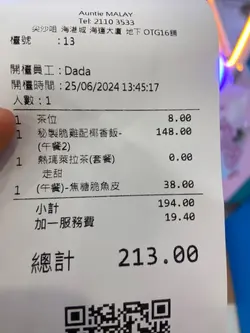 Auntie MALAY
Tel: 2110 3533
尖沙咀 海港城 海運大廈 地下 OTG16舖
檯號 : 13
開檯員工 : Dada
開檯時間 : 25/06/2024 13:45:17
人數 : 1
1 茶位 8.00
1 秘製脆雞配椰香飯- 148.00
(午餐2)
1 熱瑪萊拉茶(套餐) 0.00
走甜
1 (午餐)-焦糖脆魚皮 38.00
小計 194.00
加一服務費 19.40
總計 213.00